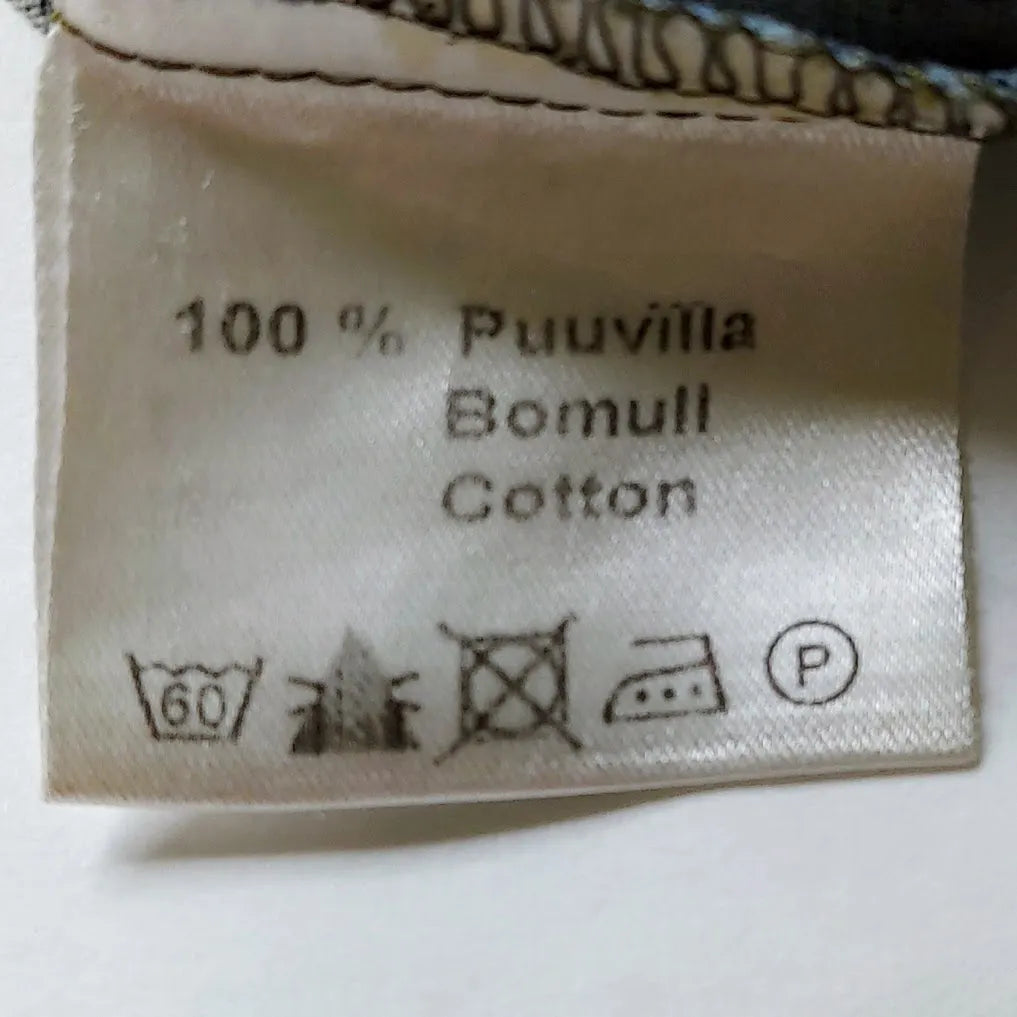 100 % Puuvilla
Bomull
Cotton
60 P